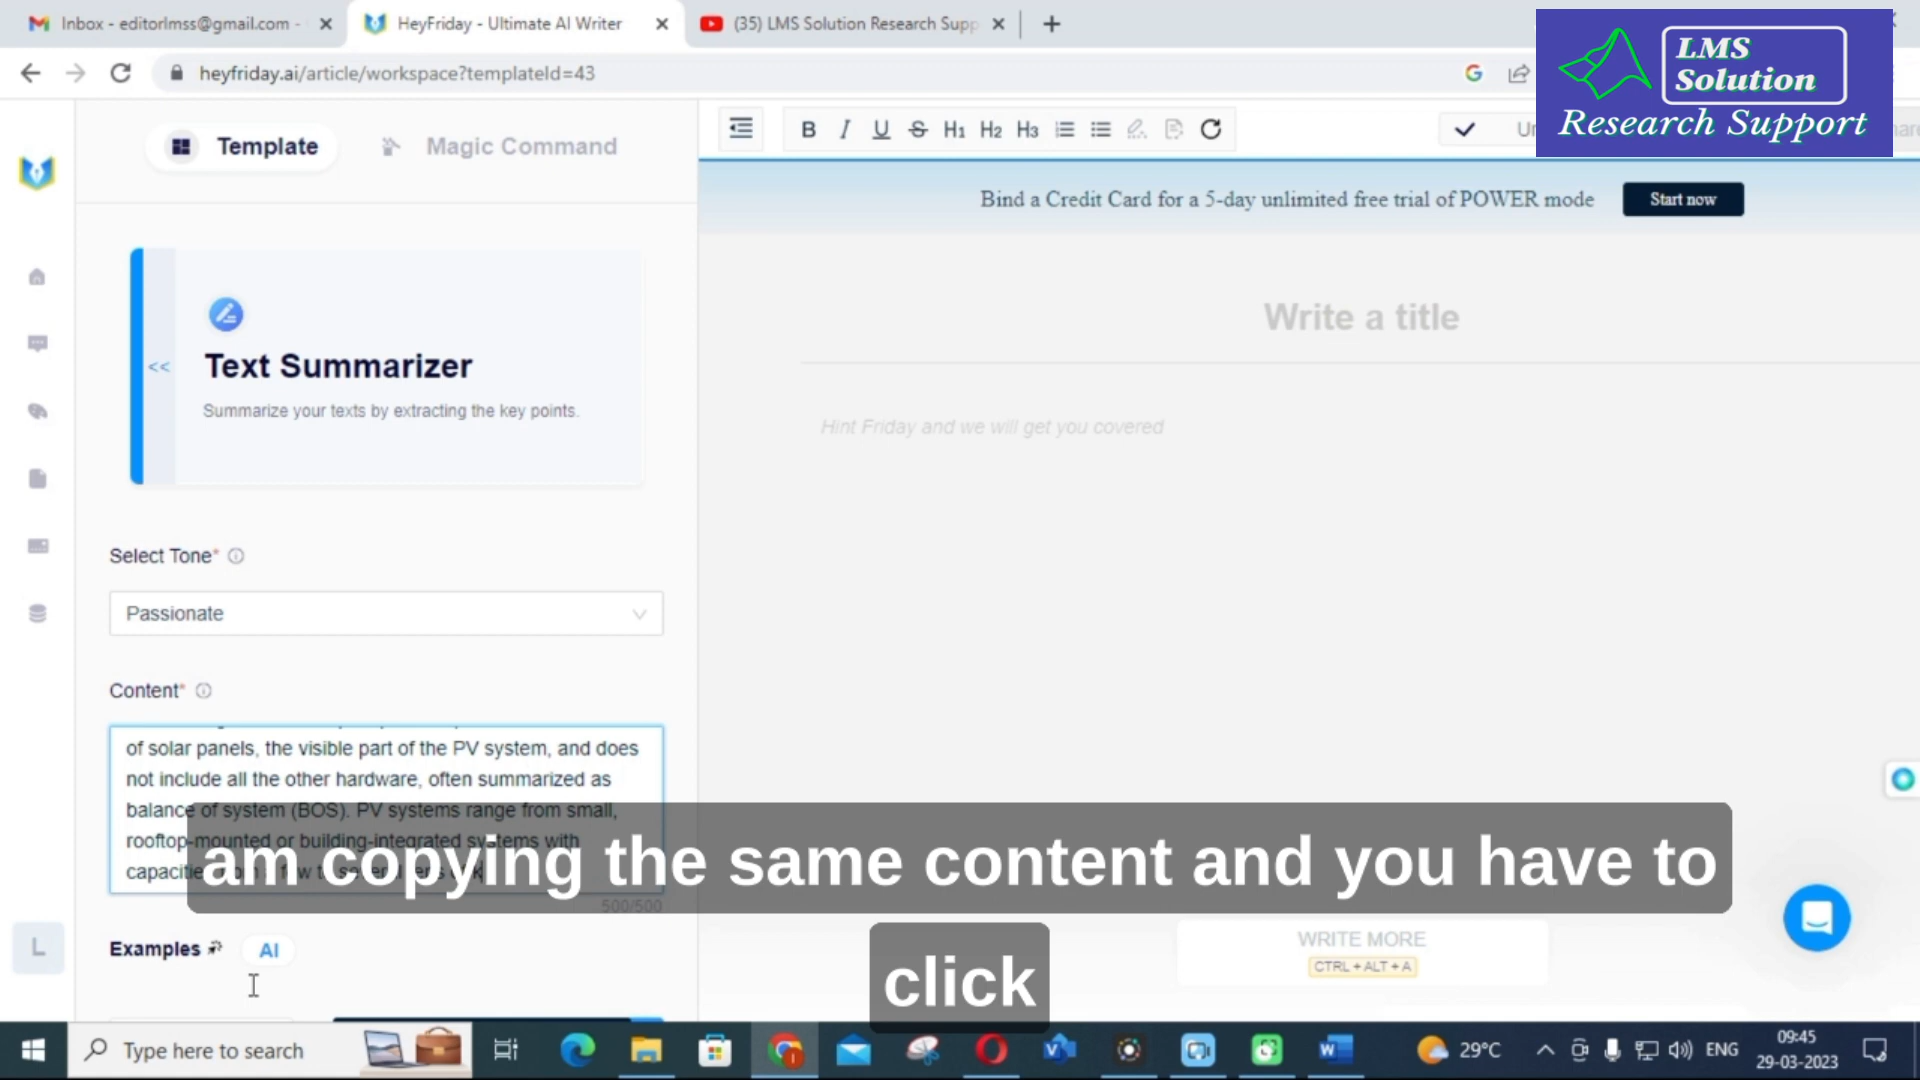 Inbox - editorlmss@gmail.com -
HeyFriday - Ultimate AI Writer
(35) LMS Solution Research Supp
heyfriday.ai/article/workspace?templateId=43
LMS
Solution
Research Support
Template
Magic Command
B I U S H1 H2 H3
Bind a Credit Card for a 5-day unlimited free trial of POWER mode
Start now
<<
Text Summarizer
Summarize your texts by extracting the key points.
Write a title
Hint Friday and we will get you covered
Select Tone*
Passionate
Content*
of solar panels, the visible part of the PV system, and does
not include all the other hardware, often summarized as
balance of system (BOS). PV systems range from small,
rooftop-mounted or building-integrated systems with
am copying the same content and you have to
click
500/500
Examples
AI
L
WRITE MORE
CTRL + ALT + A
Type here to search
29°C
ENG
09:45
29-03-2023